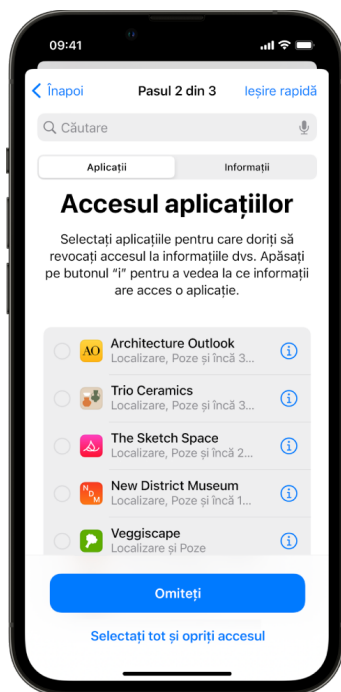 09:41
Înapoi
Pasul 2 din 3
Ieșire rapidă
Căutare
Aplicații
Informații
Accesul aplicațiilor
Selectați aplicațiile pentru care doriți să
revocați accesul la informațiile dvs. Apăsați
pe butonul “i” pentru a vedea la ce informații
are acces o aplicație.
AO
Architecture Outlook
Localizare, Poze și încă 3...
Trio Ceramics
Localizare, Poze și încă 3...
The Sketch Space
Localizare, Poze și încă 2...
NDM
New District Museum
Localizare, Poze și încă 1...
Veggiscape
Localizare și Poze
Omiteți
Selectați tot și opriți accesul